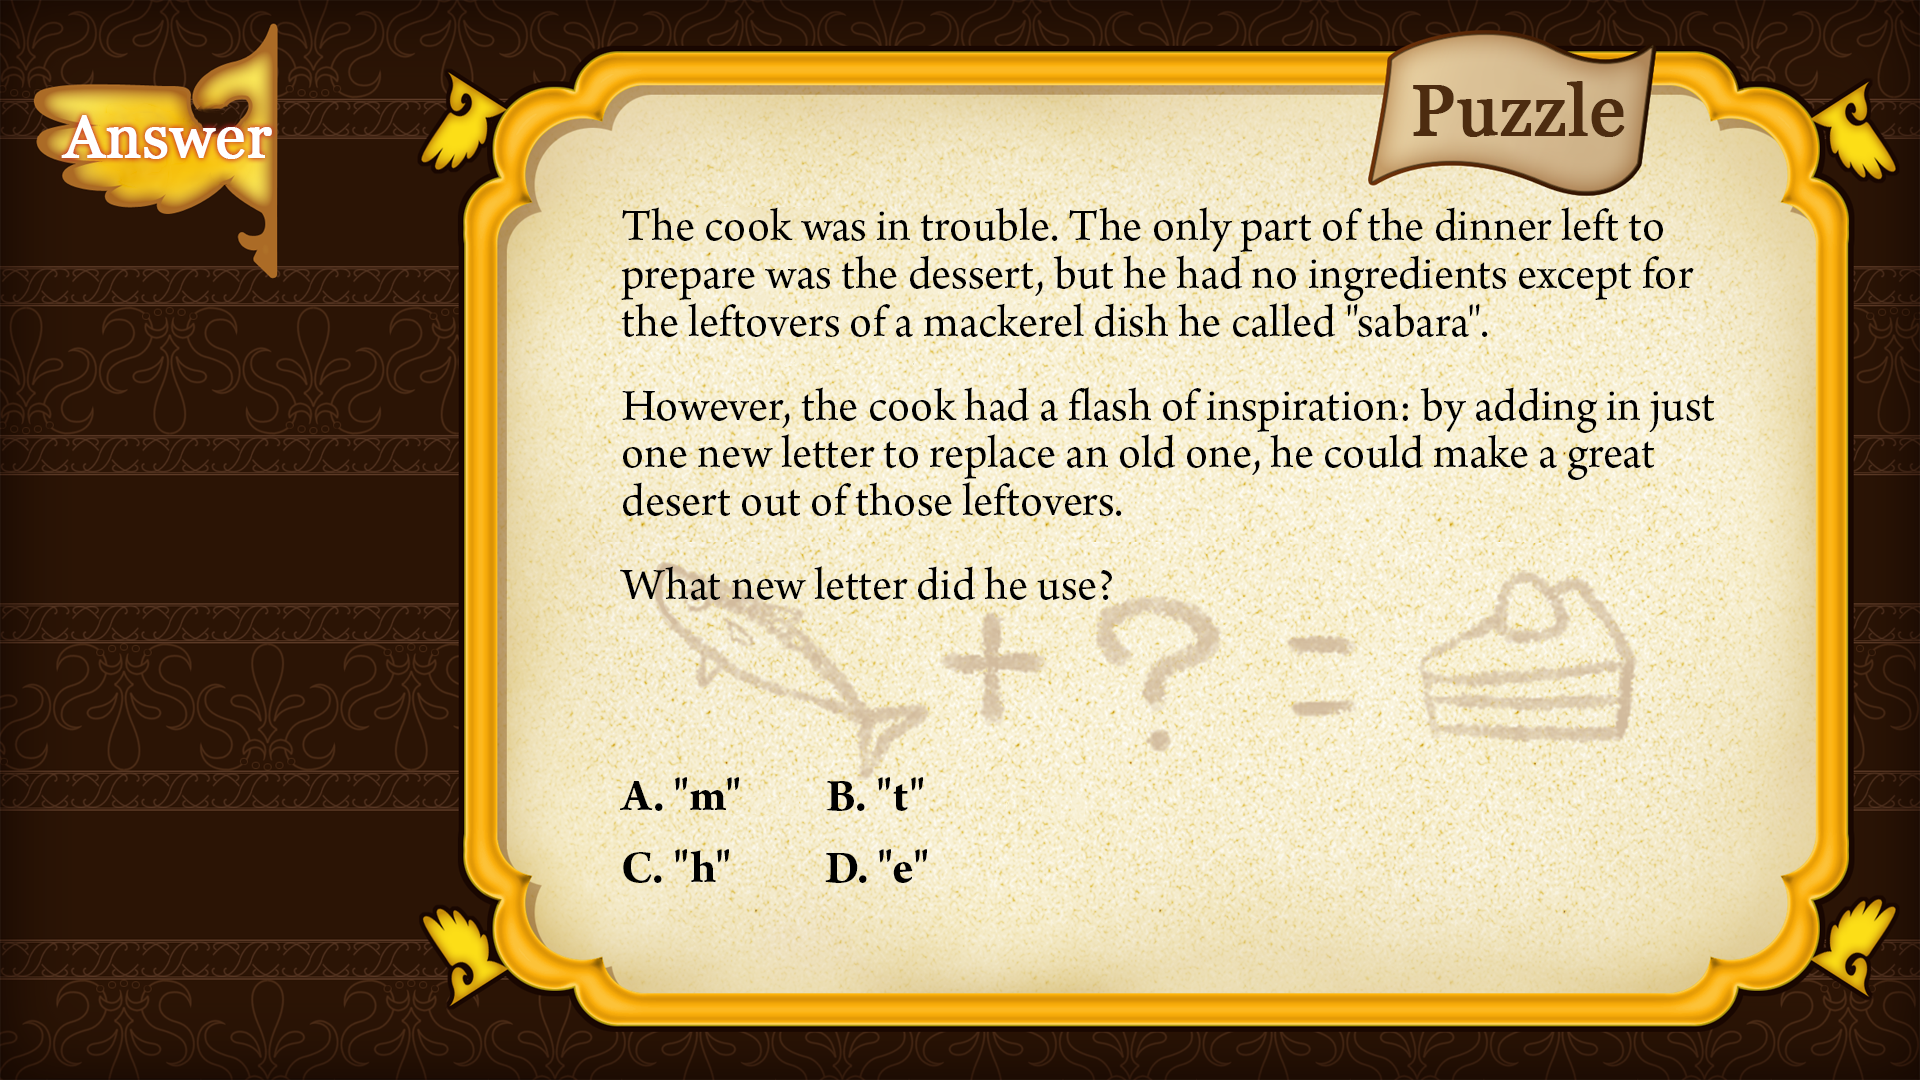 Answer
Puzzle
The cook was in trouble. The only part of the dinner left to
prepare was the dessert, but he had no ingredients except for
the leftovers of a mackerel dish he called "sabara".
However, the cook had a flash of inspiration: by adding in just
one new letter to replace an old one, he could make a great
desert out of those leftovers.
What new letter did he use?
A. "m" B. "t"
C. "h" D. "e"